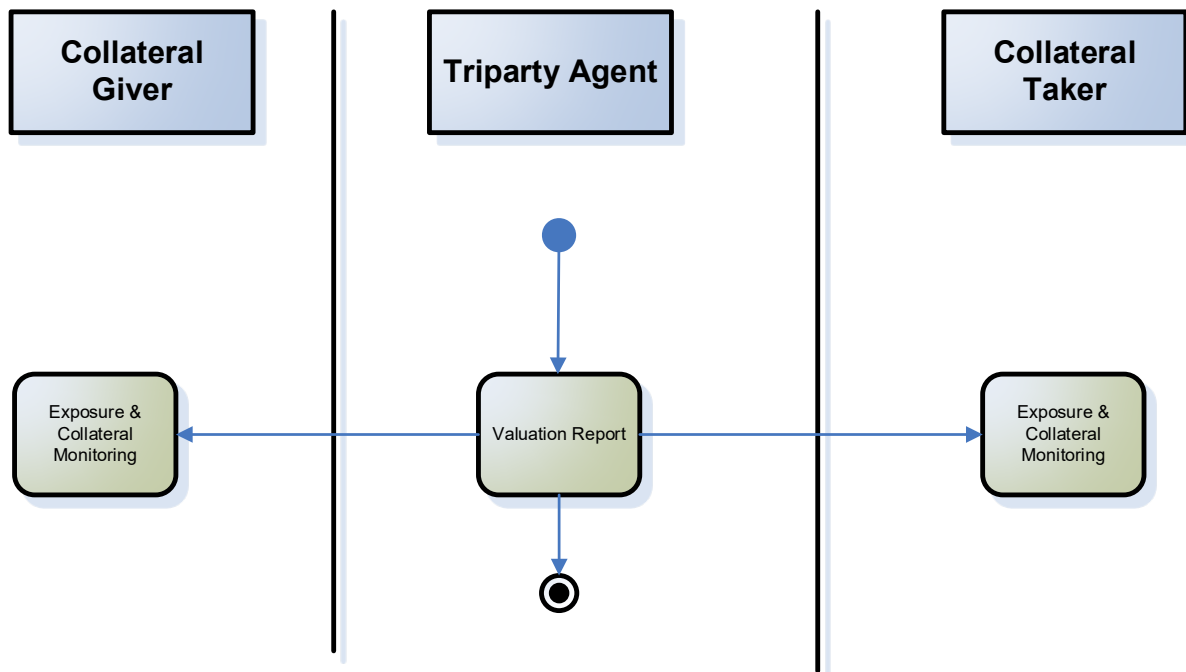 Collateral
Giver
Triparty Agent
Collateral
Taker
Exposure &
Collateral
Monitoring
Valuation Report
Exposure &
Collateral
Monitoring